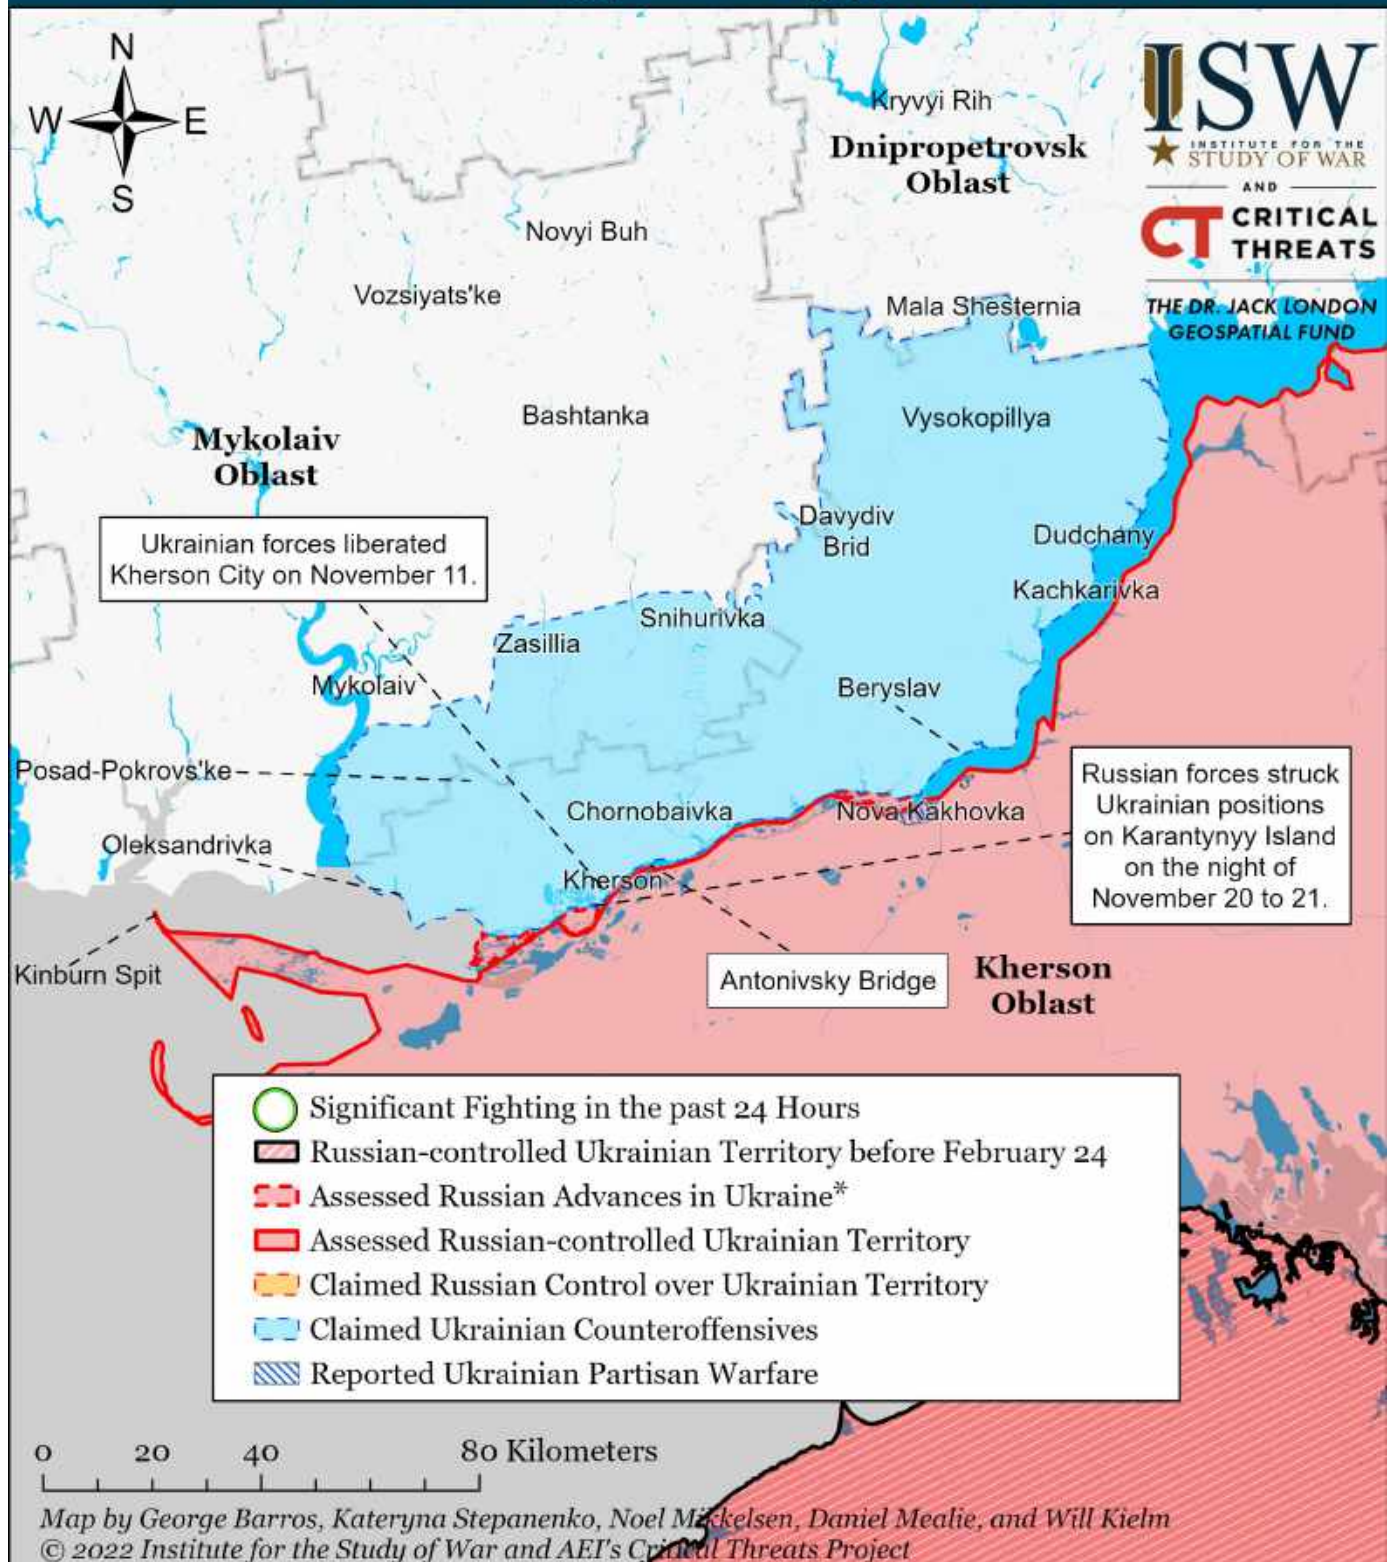 N
W E
S
ISW
INSTITUTE FOR THE
STUDY OF WAR
AND
CT CRITICAL
THREATS
THE DR. JACK LONDON
GEOSPATIAL FUND
Kryvyi Rih
Dnipropetrovsk
Oblast
Novyi Buh
Vozsiyats'ke
Mala Shesternia
Bashtanka
Vysokopillya
Mykolaiv
Oblast
Davydiv
Brid
Dudchany
Ukrainian forces liberated
Kherson City on November 11.
Kachkarivka
Snihurivka
Zasillia
Mykolaiv
Beryslav
Posad-Pokrovs'ke
Russian forces struck
Ukrainian positions
on Karantynyy Island
on the night of
November 20 to 21.
Chornobaivka
Nova Kakhovka
Oleksandrivka
Kherson
Kinburn Spit
Antonivsky Bridge
Kherson
Oblast
Significant Fighting in the past 24 Hours
Russian-controlled Ukrainian Territory before February 24
Assessed Russian Advances in Ukraine*
Assessed Russian-controlled Ukrainian Territory
Claimed Russian Control over Ukrainian Territory
Claimed Ukrainian Counteroffensives
Reported Ukrainian Partisan Warfare
0 20 40 80 Kilometers
Map by George Barros, Kateryna Stepanenko, Noel Mikkelsen, Daniel Mealie, and Will Kielm
© 2022 Institute for the Study of War and AEI's Critical Threats Project